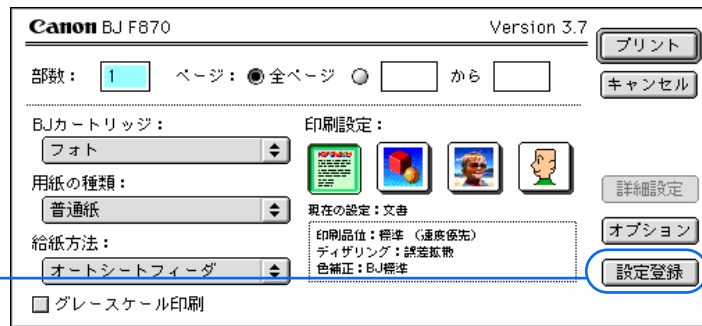 Canon BJ F870 Version 3.7
プリント
部数： 1 ページ： 全ページ から
キャンセル
BJカートリッジ：
フォト
用紙の種類：
普通紙
給紙方法：
オートシートフィーダ
グレースケール印刷
印刷設定：
現在の設定：文書
印刷品位：標準 （速度優先）
ディザリング：誤差拡散
色補正：BJ標準
詳細設定
オプション
設定登録